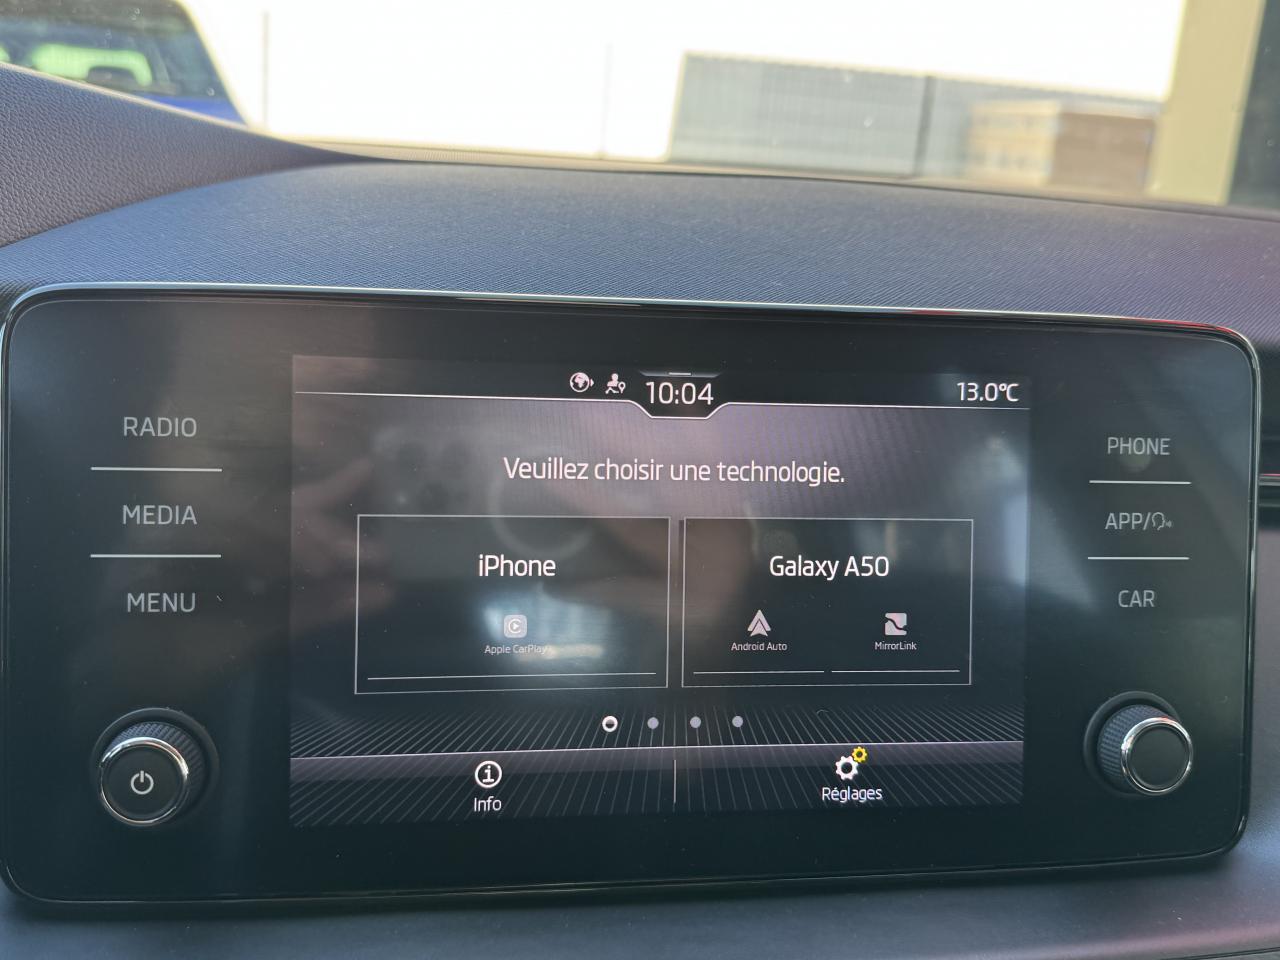 10:04
13.0°C
RADIO
MEDIA
MENU
Veuillez choisir une technologie.
iPhone
Apple CarPlay
Galaxy A50
Android Auto
MirrorLink
Info
Réglages
PHONE
APP/
CAR